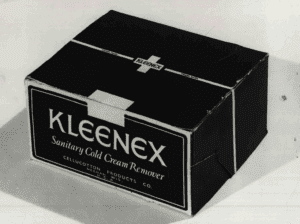 KLEENEX
KLEENEX
Sanitary Cold Cream Remover
CELLUCOTTON PRODUCTS CO.